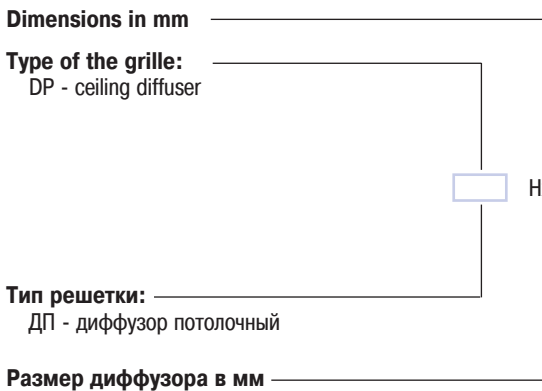 Dimensions in mm
Type of the grille:
DP - ceiling diffuser
H
Тип решетки:
ДП - диффузор потолочный
Размер диффузора в мм